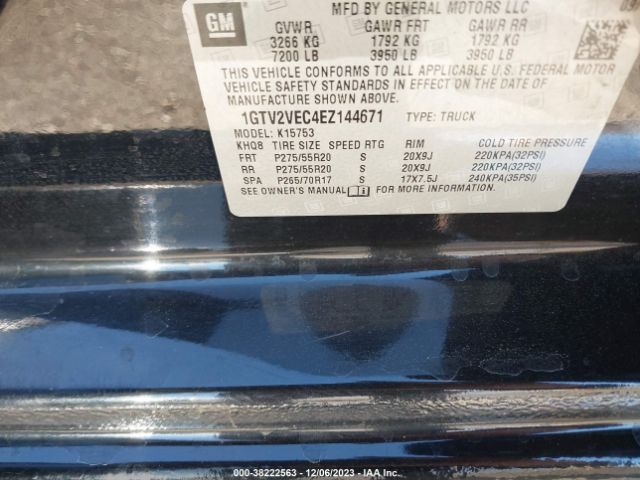 MFD BY GENERAL MOTORS LLC
GM
GVWR GAWR FRT GAWR RR
3266 KG 1792 KG 1792 KG
7200 LB 3950 LB 3950 LB
THIS VEHICLE CONFORMS TO ALL APPLICABLE U.S. FEDERAL MOTOR
VEHICLE SAFETY STANDARDS IN EFFECT ON THE DATE OF
MANUFACTURE SHOWN ABOVE.
1GTV2VEC4EZ144671 TYPE: TRUCK
MODEL: K15753
KHQ8 TIRE SIZE SPEED RTG RIM COLD TIRE PRESSURE
FRT P275/55R20 S 20X9J 220KPA(32PSI)
RR P275/55R20 S 20X9J 220KPA(32PSI)
SPA P265/70R17 S 17X7.5J 240KPA(35PSI)
SEE OWNER'S MANUAL FOR MORE INFORMATION.
000-38222563 - 12/06/2023 - © IAA Inc.